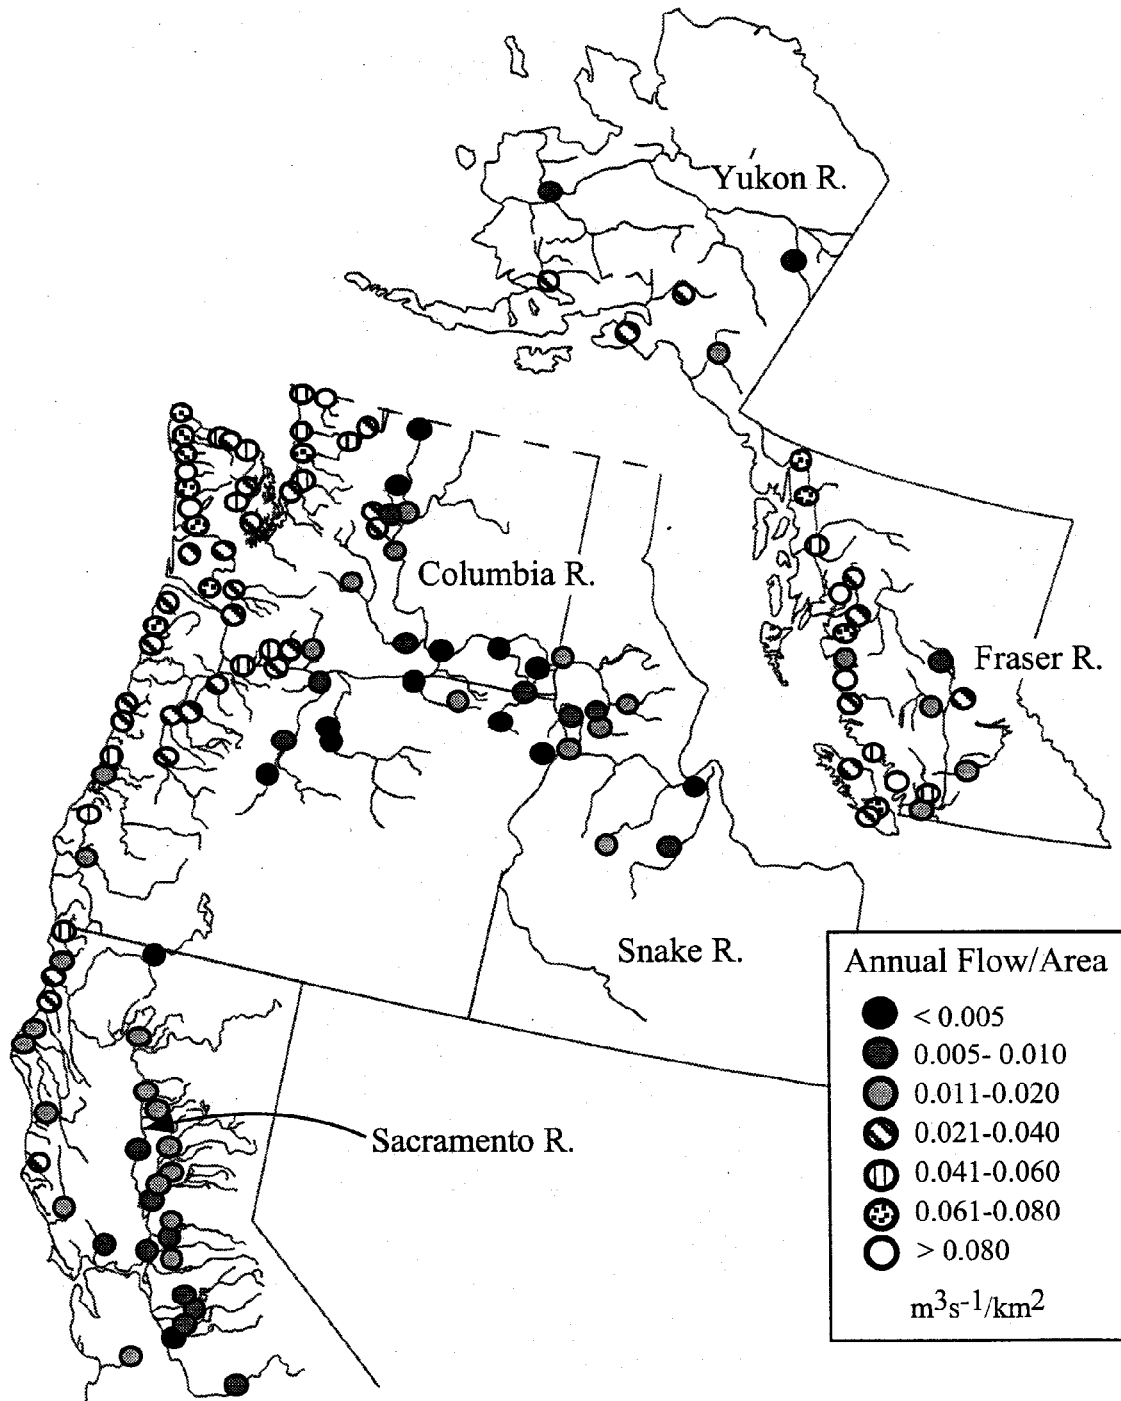 Yukon R.
Columbia R.
Fraser R.
Snake R.
Sacramento R.
Annual Flow/Area
< 0.005
0.005- 0.010
0.011-0.020
0.021-0.040
0.041-0.060
0.061-0.080
> 0.080
m³s⁻¹/km²